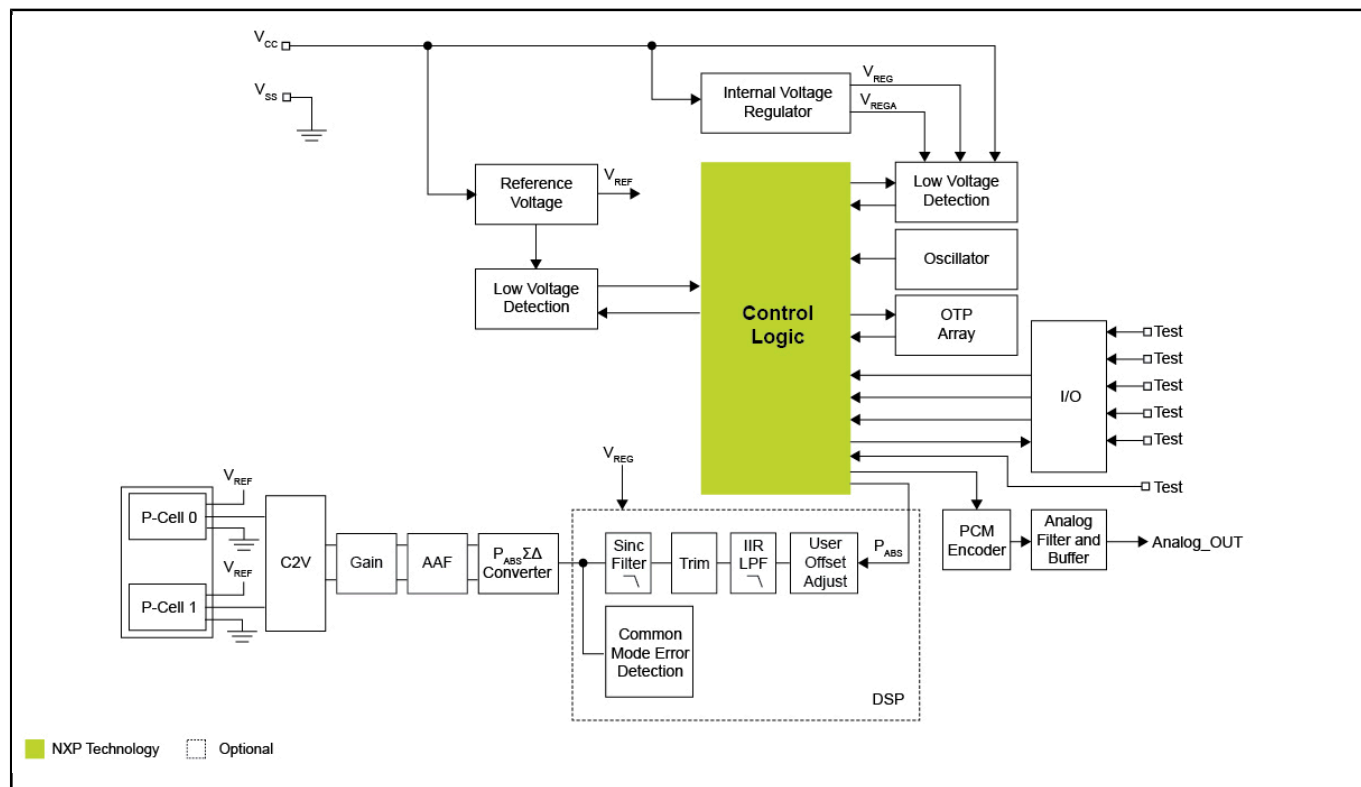 VCC
VSS
Internal Voltage
Regulator
VREG
VREGA
Reference
Voltage
VREF
Low Voltage
Detection
Low Voltage
Detection
Oscillator
OTP
Array
Control
Logic
I/O
Test
Test
Test
Test
Test
Test
VREG
VREF
P-Cell 0
VREF
P-Cell 1
C2V
Gain
AAF
PABSΣΔ
Converter
Sinc
Filter
Trim
IIR
LPF
User
Offset
Adjust
PABS
Common
Mode Error
Detection
DSP
PCM
Encoder
Analog
Filter and
Buffer
Analog_OUT
NXP Technology
Optional